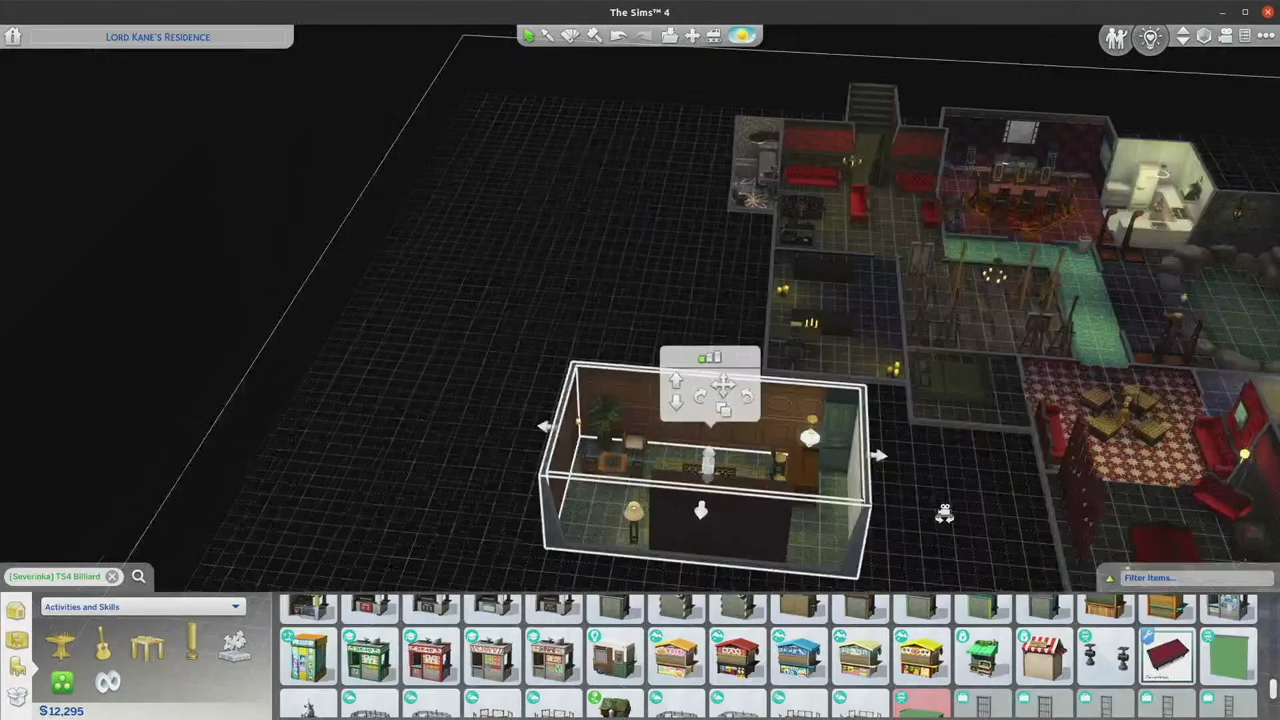 The Sims™ 4
Lord Kane's Residence
[Severinka] TS4 Billiard
Filter Items...
Activities and Skills
§12,295